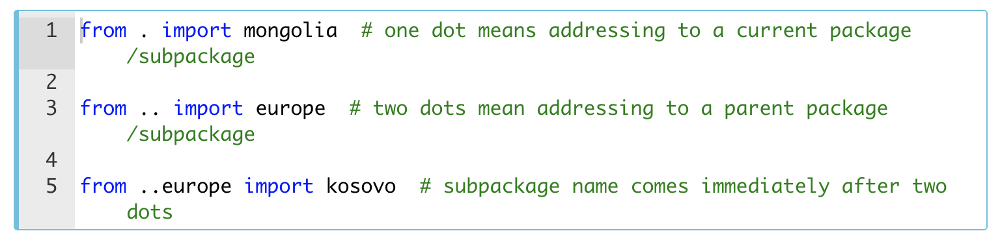 1 from . import mongolia  # one dot means addressing to a current package
/subpackage
2
3 from .. import europe  # two dots mean addressing to a parent package
/subpackage
4
5 from ..europe import kosovo  # subpackage name comes immediately after two
dots